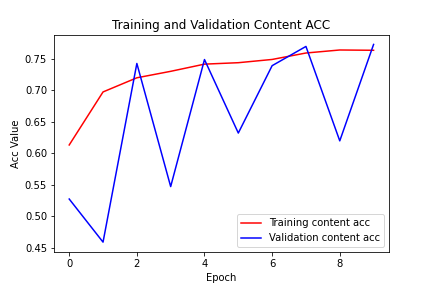 Training and Validation Content ACC
Acc Value
0.75
0.70
0.65
0.60
0.55
0.50
0.45
0
2
4
6
8
Epoch
Training content acc
Validation content acc